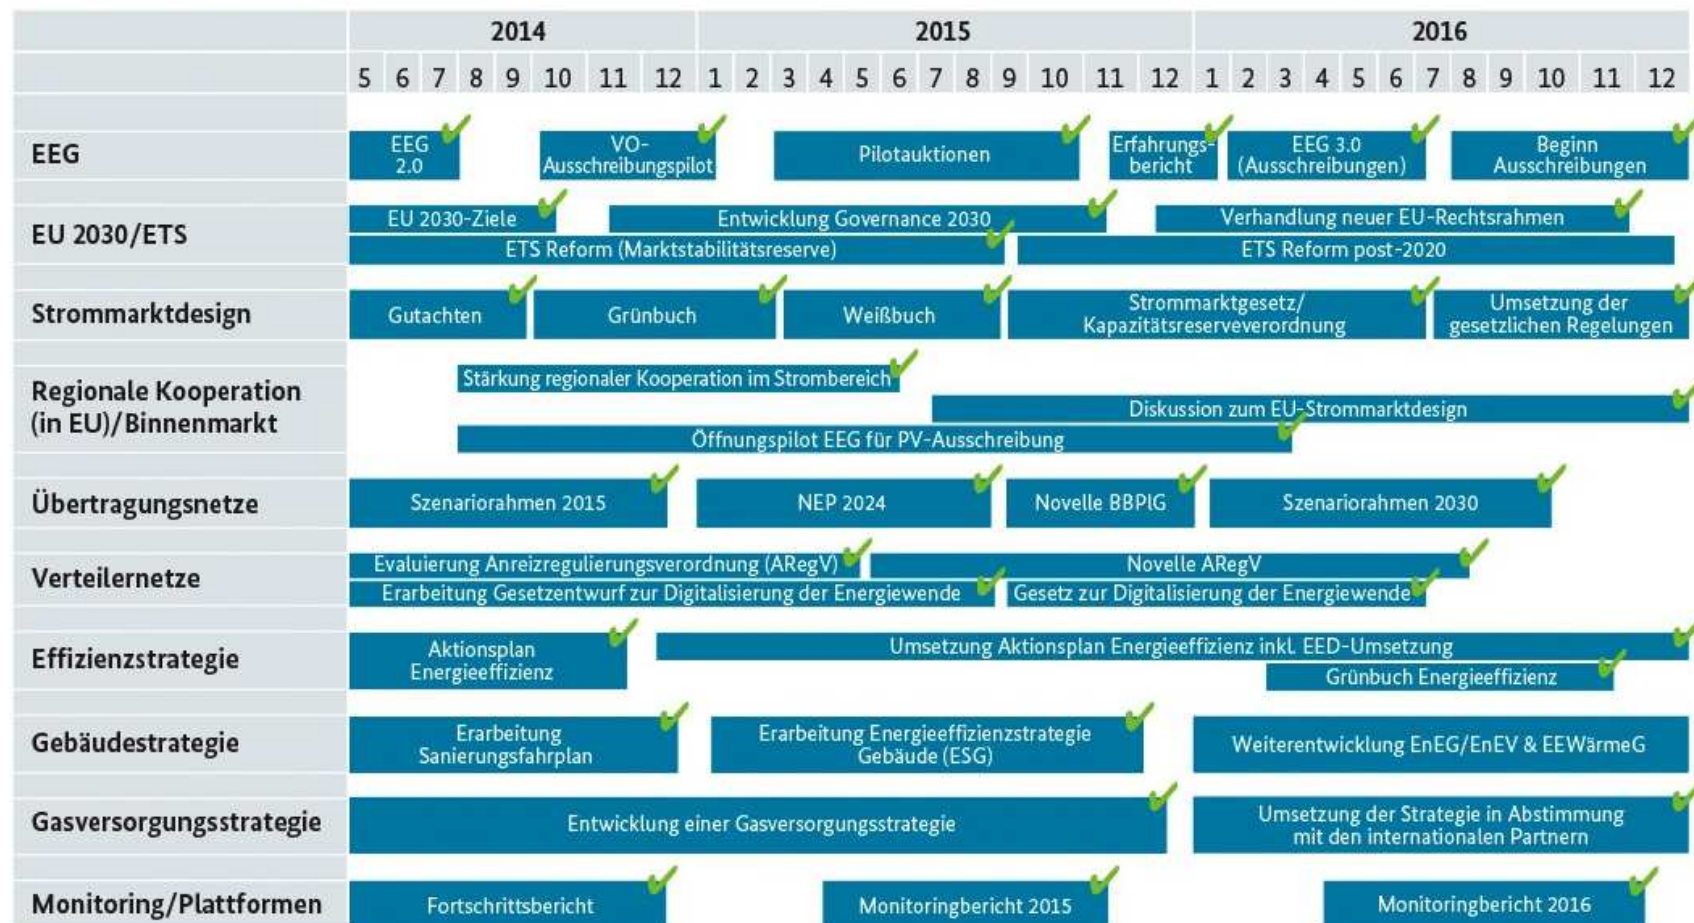 2014 2015 2016
5 6 7 8 9 10 11 12 1 2 3 4 5 6 7 8 9 10 11 12 1 2 3 4 5 6 7 8 9 10 11 12
EEG
EEG
2.0
VO-
Ausschreibungspilot
Pilotauktionen
Erfahrungs-
bericht
EEG 3.0
(Ausschreibungen)
Beginn
Ausschreibungen
EU 2030/ETS
EU 2030-Ziele
Entwicklung Governance 2030
Verhandlung neuer EU-Rechtsrahmen
ETS Reform (Marktstabilitätsreserve)
ETS Reform post-2020
Strommarktdesign
Gutachten
Grünbuch
Weißbuch
Strommarktgesetz/
Kapazitätsreserveverordnung
Umsetzung der
gesetzlichen Regelungen
Regionale Kooperation
(in EU)/Binnenmarkt
Stärkung regionaler Kooperation im Strombereich
Diskussion zum EU-Strommarktdesign
Öffnungspilot EEG für PV-Ausschreibung
Übertragungsnetze
Szenariorahmen 2015
NEP 2024
Novelle BBPlG
Szenariorahmen 2030
Verteilernetze
Evaluierung Anreizregulierungsverordnung (ARegV)
Novelle ARegV
Erarbeitung Gesetzentwurf zur Digitalisierung der Energiewende
Gesetz zur Digitalisierung der Energiewende
Effizienzstrategie
Aktionsplan
Energieeffizienz
Umsetzung Aktionsplan Energieeffizienz inkl. EED-Umsetzung
Grünbuch Energieeffizienz
Gebäudestrategie
Erarbeitung
Sanierungsfahrplan
Erarbeitung Energieeffizienzstrategie
Gebäude (ESG)
Weiterentwicklung EnEG/EnEV & EEWärmeG
Gasversorgungsstrategie
Entwicklung einer Gasversorgungsstrategie
Umsetzung der Strategie in Abstimmung
mit den internationalen Partnern
Monitoring/Plattformen
Fortschrittsbericht
Monitoringbericht 2015
Monitoringbericht 2016